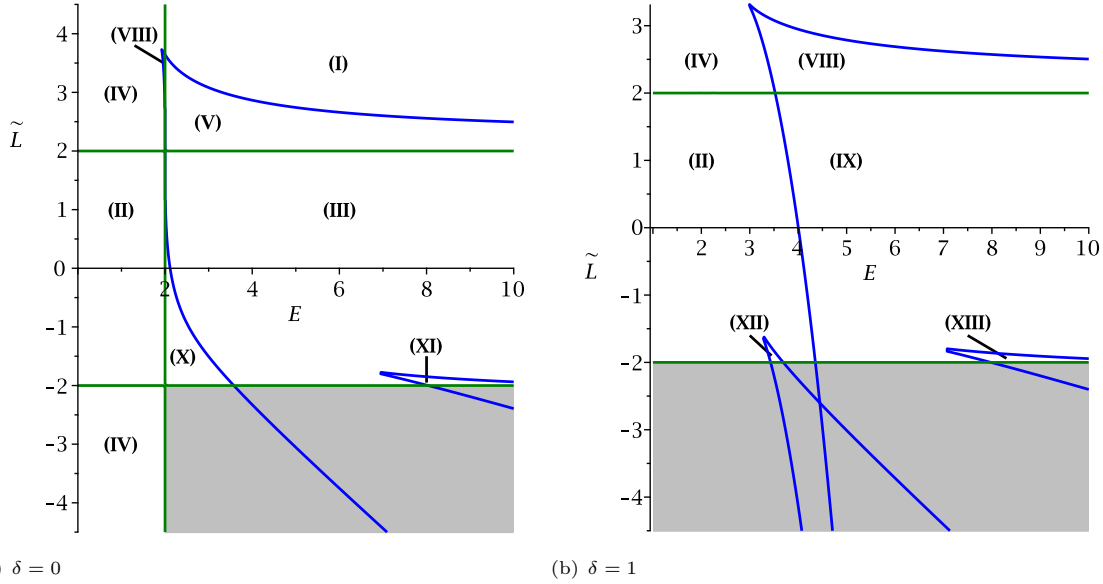 4
(VIII)
(I)
(IV)
3
(V)
L̃
2
1
(II)
(III)
0
2
4
6
8
10
E
-1
(X)
(XI)
-2
-3
(IV)
-4
) δ = 0
3
(IV)
(VIII)
2
(II)
(IX)
1
0
2
3
4
5
6
7
8
9
10
L̃
E
-1
(XII)
(XIII)
-2
-3
-4
(b) δ = 1